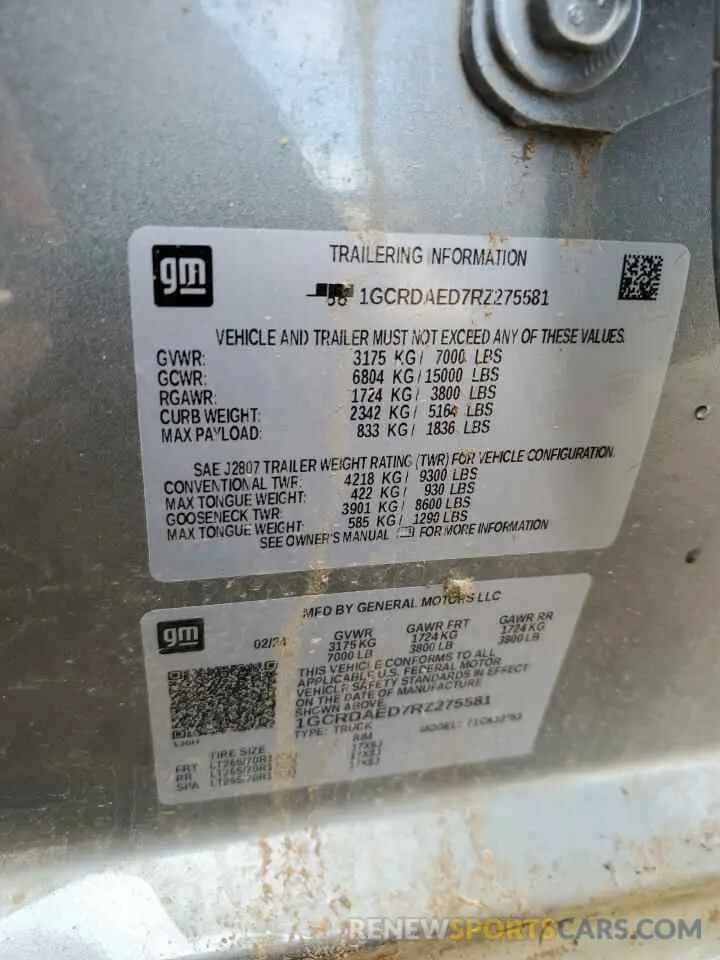 gm
TRAILERING INFORMATION
1GCRDAED7RZ275581
VEHICLE AND TRAILER MUST NOT EXCEED ANY OF THESE VALUES.
GVWR: 3175 KG/ 7000 LBS
GCWR: 6804 KG/15000 LBS
RGAWR: 1724 KG/ 3800 LBS
CURB WEIGHT: 2342 KG/ 5164 LBS
MAX PAYLOAD: 833 KG/ 1836 LBS
SAE J2807 TRAILER WEIGHT RATING (TWR) FOR VEHICLE CONFIGURATION.
CONVENTIONAL TWR: 4218 KG/ 9300 LBS
MAX TONGUE WEIGHT: 422 KG/ 930 LBS
GOOSENECK TWR: 3901 KG/ 8600 LBS
MAX TONGUE WEIGHT: 585 KG/ 1290 LBS
SEE OWNER'S MANUAL FOR MORE INFORMATION
gm
MFD BY GENERAL MOTORS LLC
02/24 GVWR GAWR FRT GAWR RR
3175KG 1724KG 1724KG
7000 LB 3800 LB 3800 LB
THIS VEHICLE CONFORMS TO ALL
APPLICABLE U.S. FEDERAL MOTOR
VEHICLE SAFETY STANDARDS IN EFFECT
ON THE DATE OF MANUFACTURE
SHOWN ABOVE
1GCRDAED7RZ275581
TYPE: TRUCK MODEL:
TIRE SIZE RIM
FRT 17X8J
RR 17X8J
SPA 17X8J
RENEWSPORTSCARS.COM